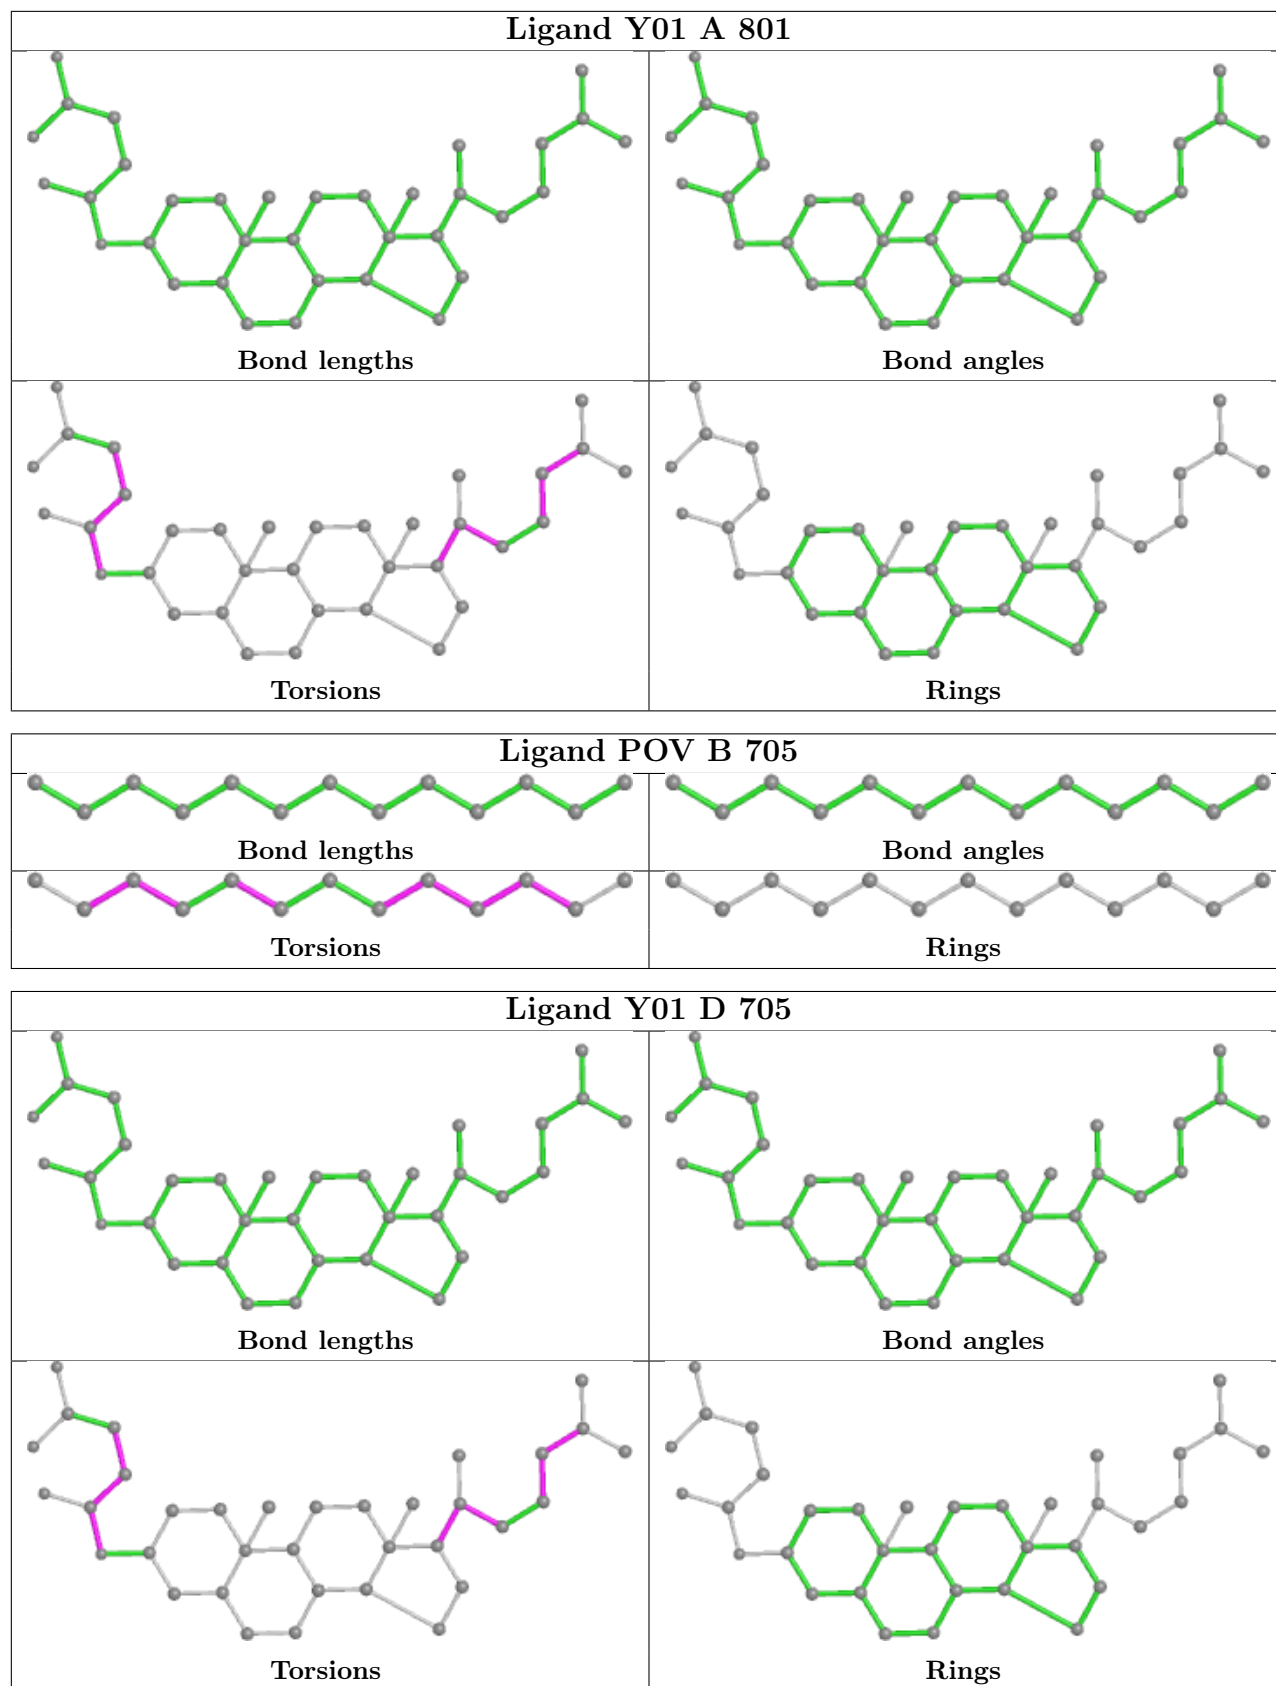 Ligand Y01 A 801
Bond lengths
Bond angles
Torsions
Rings
Ligand POV B 705
Bond lengths
Bond angles
Torsions
Rings
Ligand Y01 D 705
Bond lengths
Bond angles
Torsions
Rings